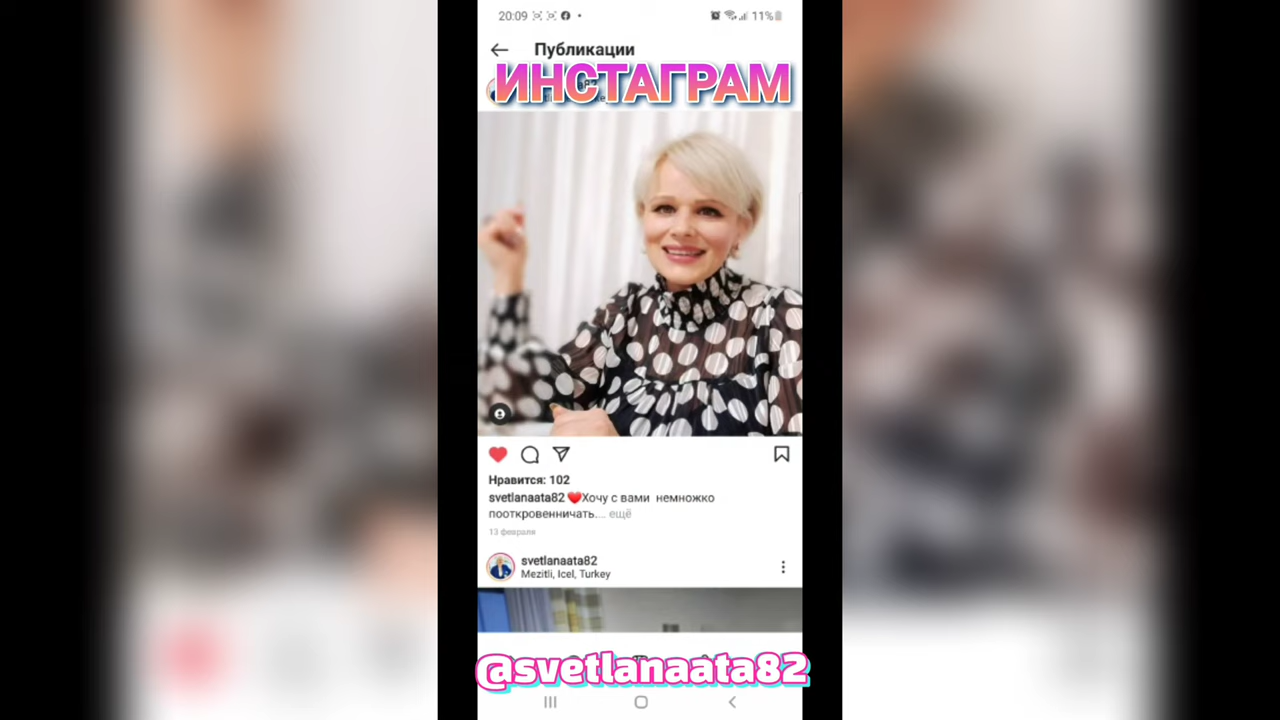 20:09
11%
Публикации
ИНСТАГРАМ
Нравится: 102
svetlanaata82 ❤️Хочу с вами немножко
пооткровенничать.... ещё
13 февраля
svetlanaata82
Mezitli, Icel, Turkey
@svetlanaata82